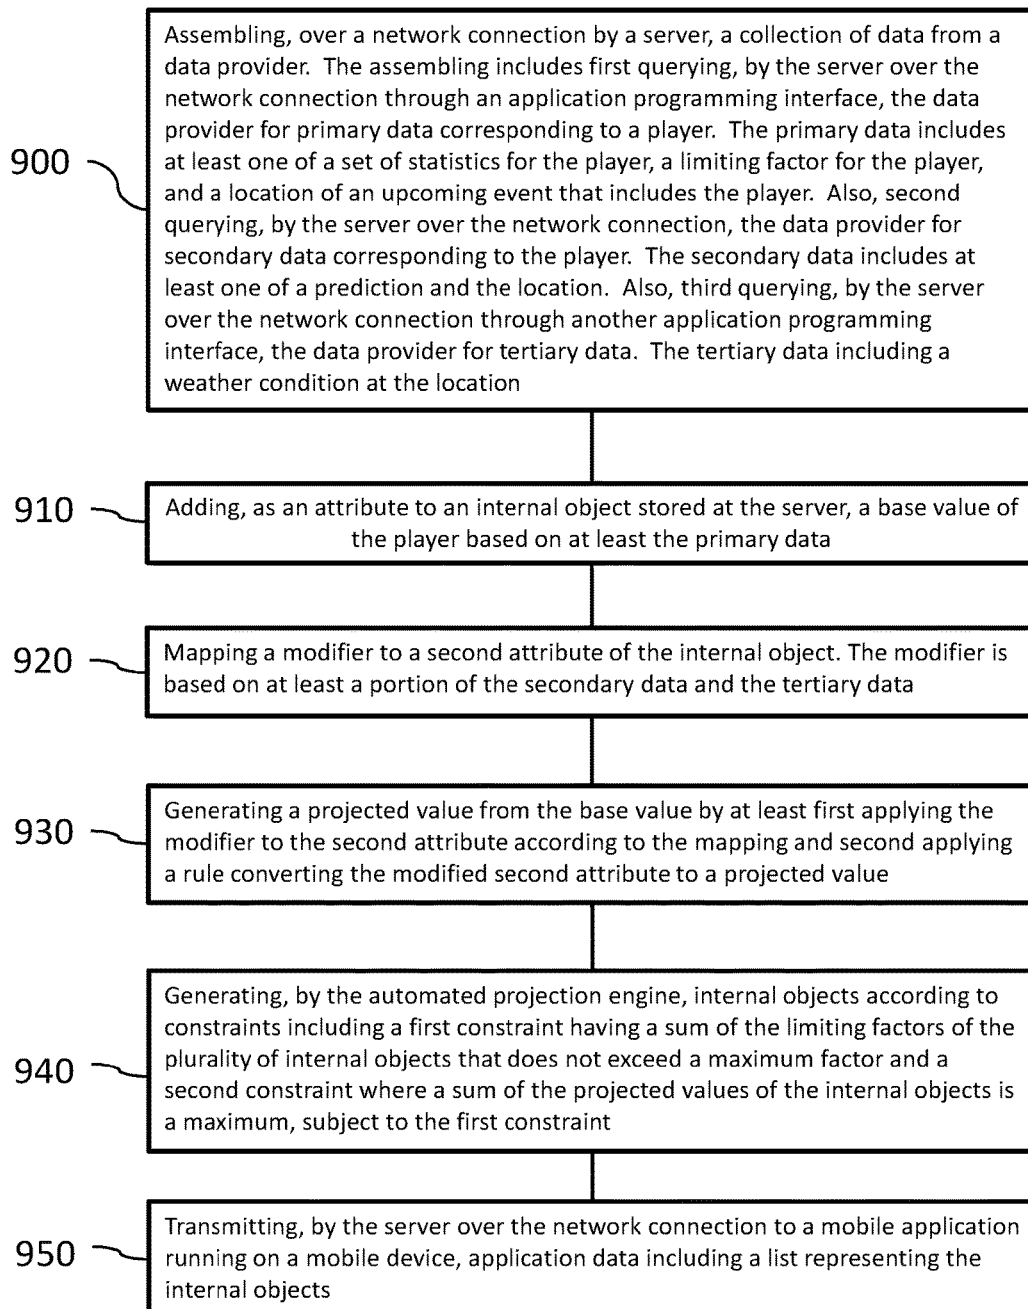 Assembling, over a network connection by a server, a collection of data from a
data provider. The assembling includes first querying, by the server over the
network connection through an application programming interface, the data
provider for primary data corresponding to a player. The primary data includes
900
at least one of a set of statistics for the player, a limiting factor for the player,
and a location of an upcoming event that includes the player. Also, second
querying, by the server over the network connection, the data provider for
secondary data corresponding to the player. The secondary data includes at
least one of a prediction and the location. Also, third querying, by the server
over the network connection through another application programming
interface, the data provider for tertiary data. The tertiary data including a
weather condition at the location
910
Adding, as an attribute to an internal object stored at the server, a base value of
the player based on at least the primary data
920
Mapping a modifier to a second attribute of the internal object. The modifier is
based on at least a portion of the secondary data and the tertiary data
930
Generating a projected value from the base value by at least first applying the
modifier to the second attribute according to the mapping and second applying
a rule converting the modified second attribute to a projected value
940
Generating, by the automated projection engine, internal objects according to
constraints including a first constraint having a sum of the limiting factors of the
plurality of internal objects that does not exceed a maximum factor and a
second constraint where a sum of the projected values of the internal objects is
a maximum, subject to the first constraint
950
Transmitting, by the server over the network connection to a mobile application
running on a mobile device, application data including a list representing the
internal objects